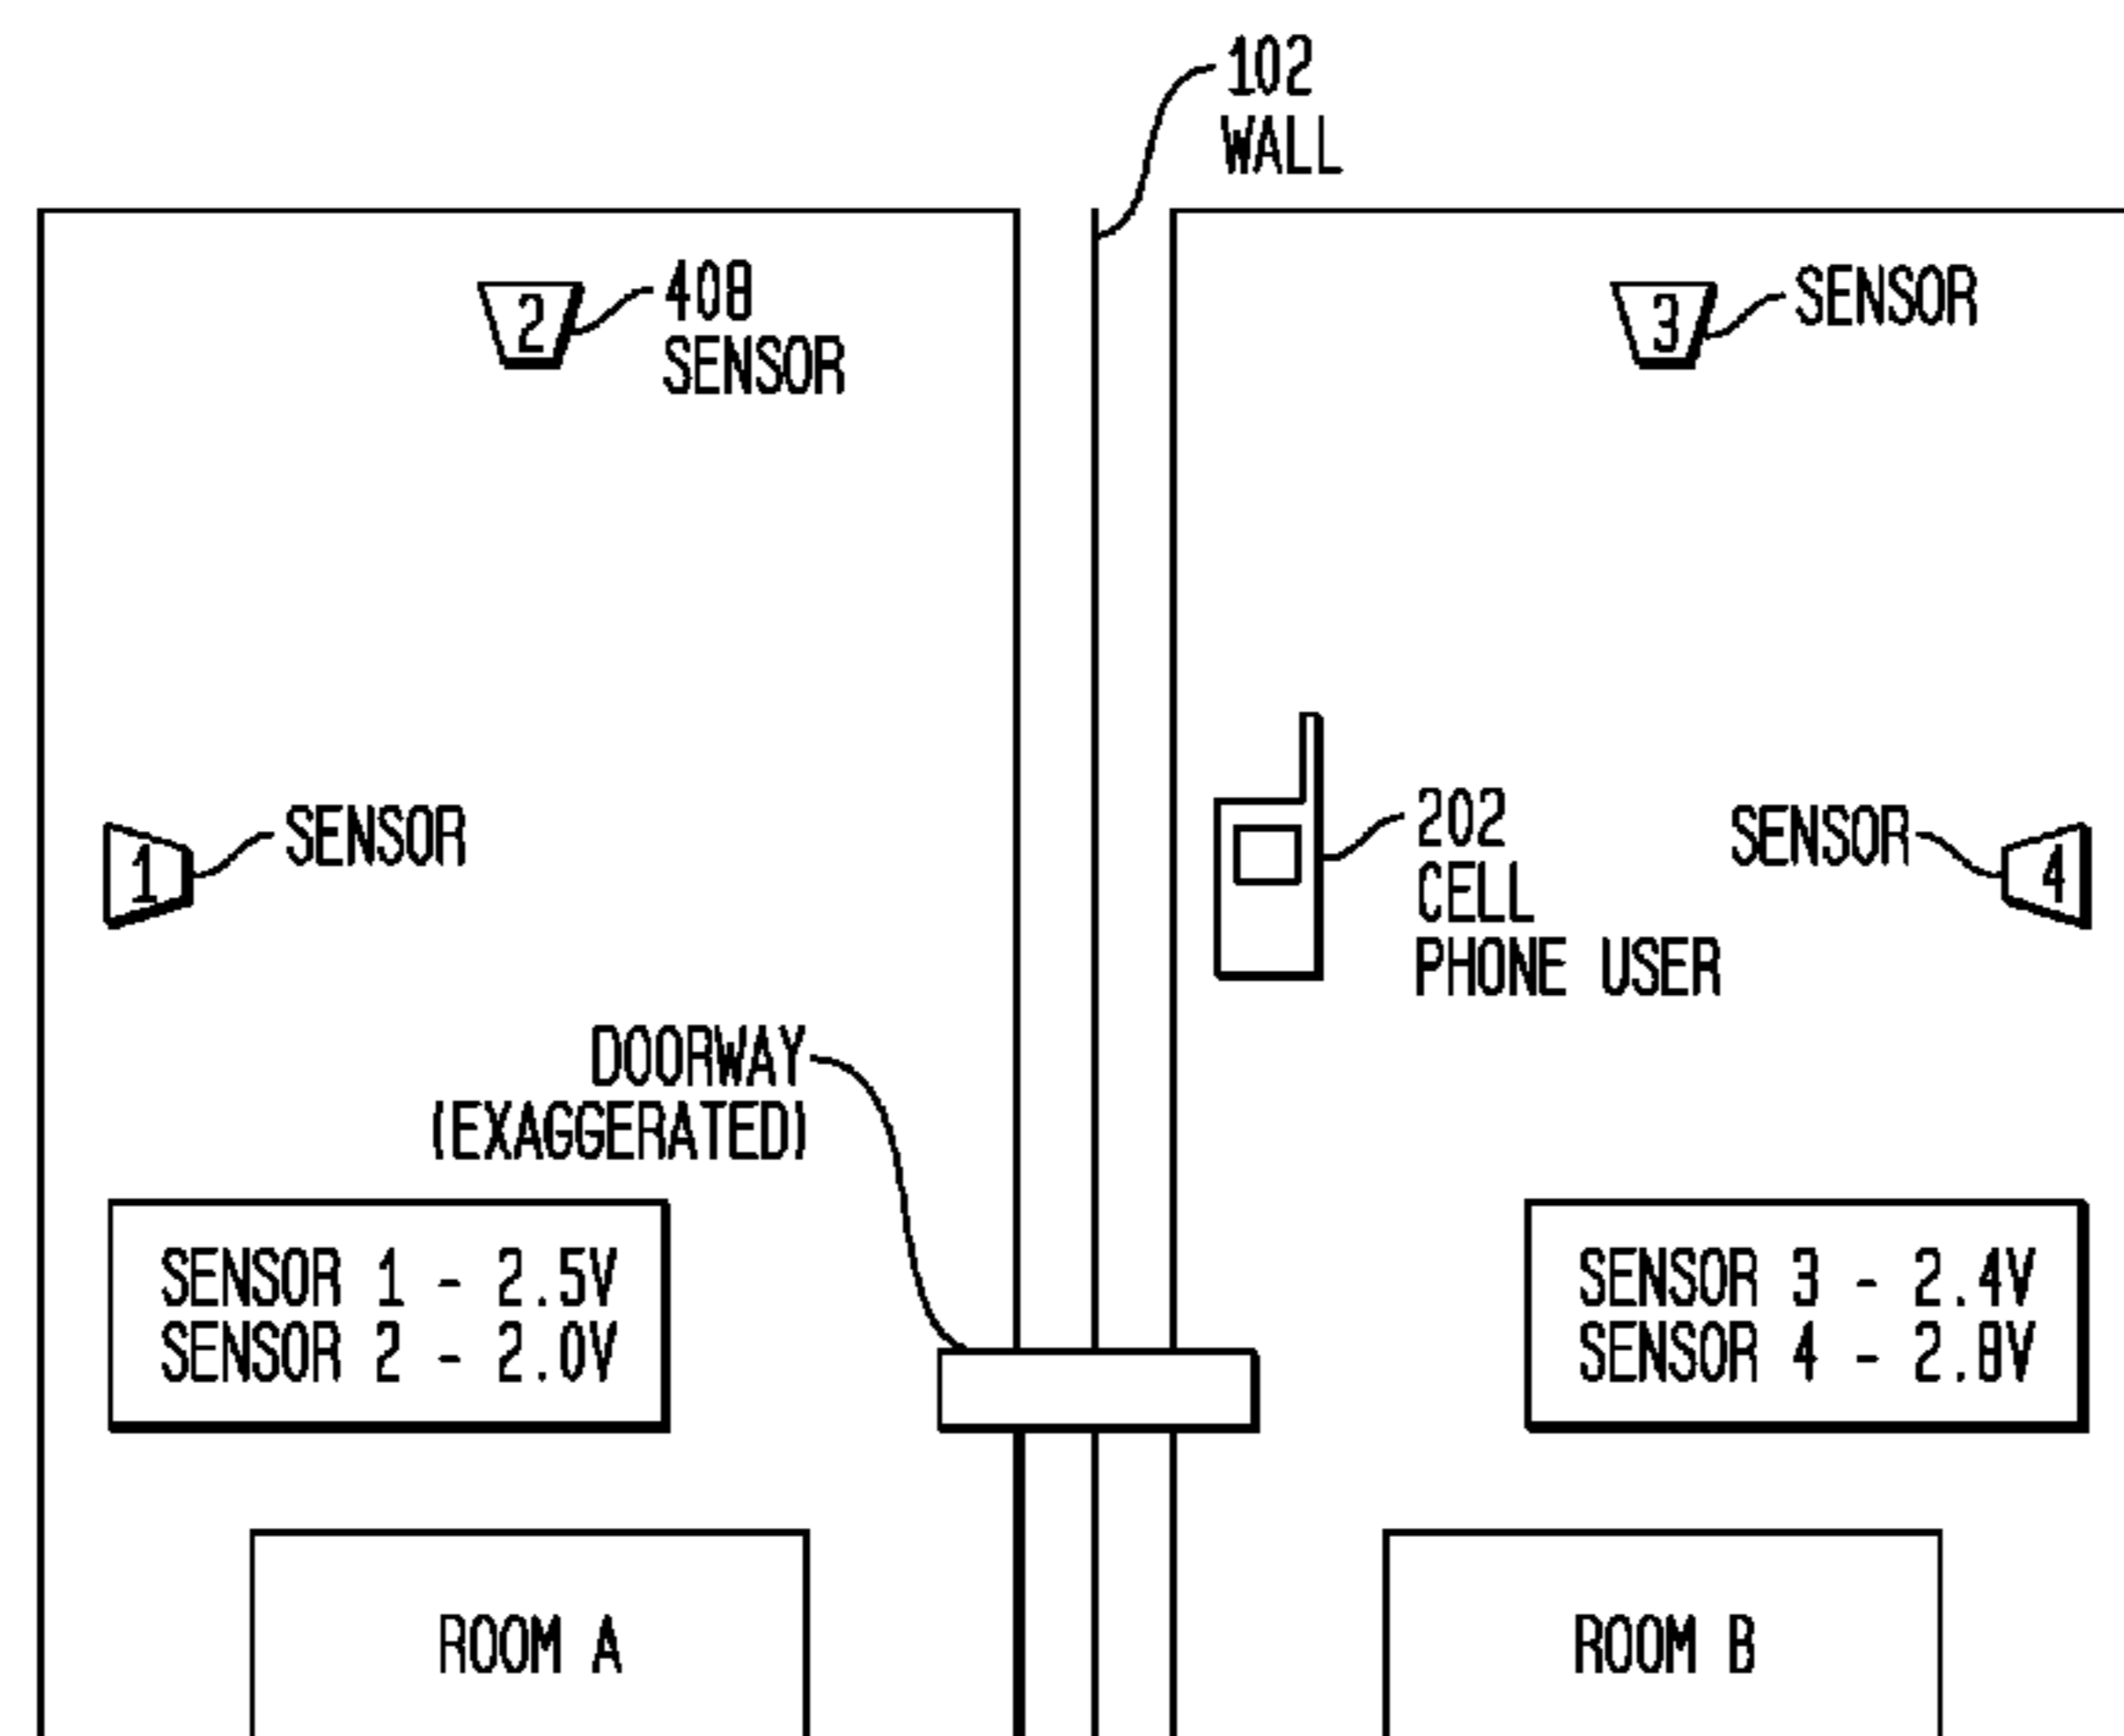 102
WALL
2
408
SENSOR
3
SENSOR
1
SENSOR
202
CELL
PHONE USER
SENSOR
4
DOORWAY
(EXAGGERATED)
SENSOR 1 - 2.5V
SENSOR 2 - 2.0V
SENSOR 3 - 2.4V
SENSOR 4 - 2.8V
ROOM A
ROOM B